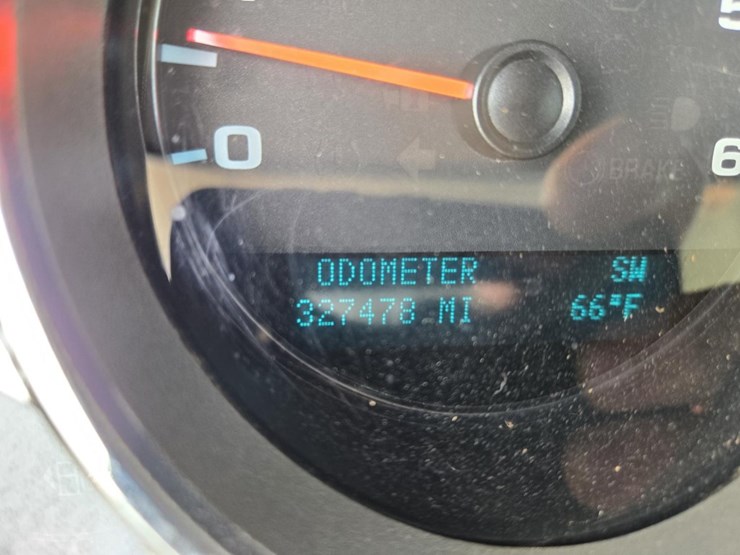 5
0
BRAKE
6
ODOMETER SW
327478 MI 66°F